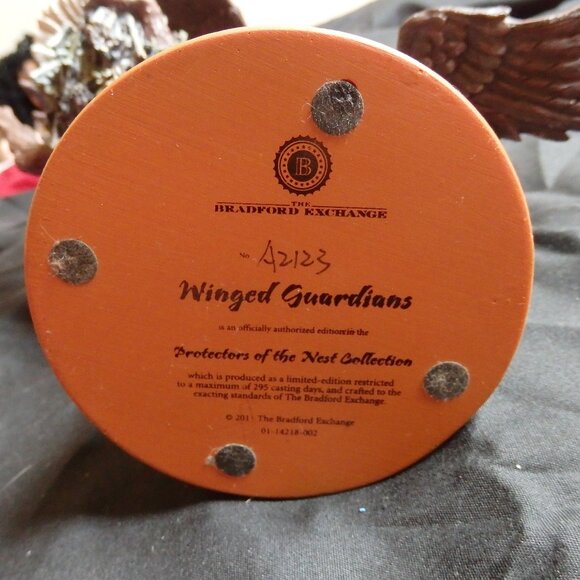 B
THE
BRADFORD EXCHANGE
No. A2123
Winged Guardians
is an officially authorized edition in the
Protectors of the Nest Collection
which is produced as a limited-edition restricted
to a maximum of 295 casting days, and crafted to the
exacting standards of The Bradford Exchange.
© The Bradford Exchange
01-14218-002